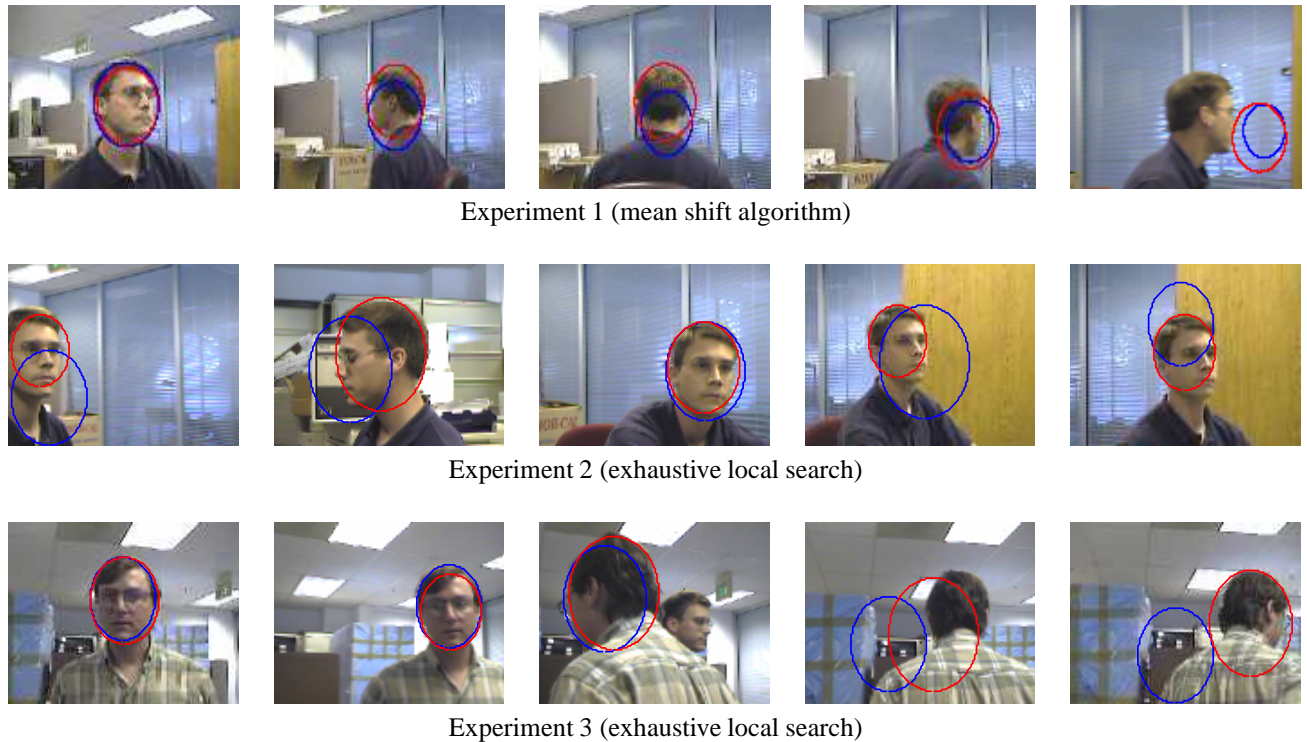 Experiment 1 (mean shift algorithm)
Experiment 2 (exhaustive local search)
Experiment 3 (exhaustive local search)